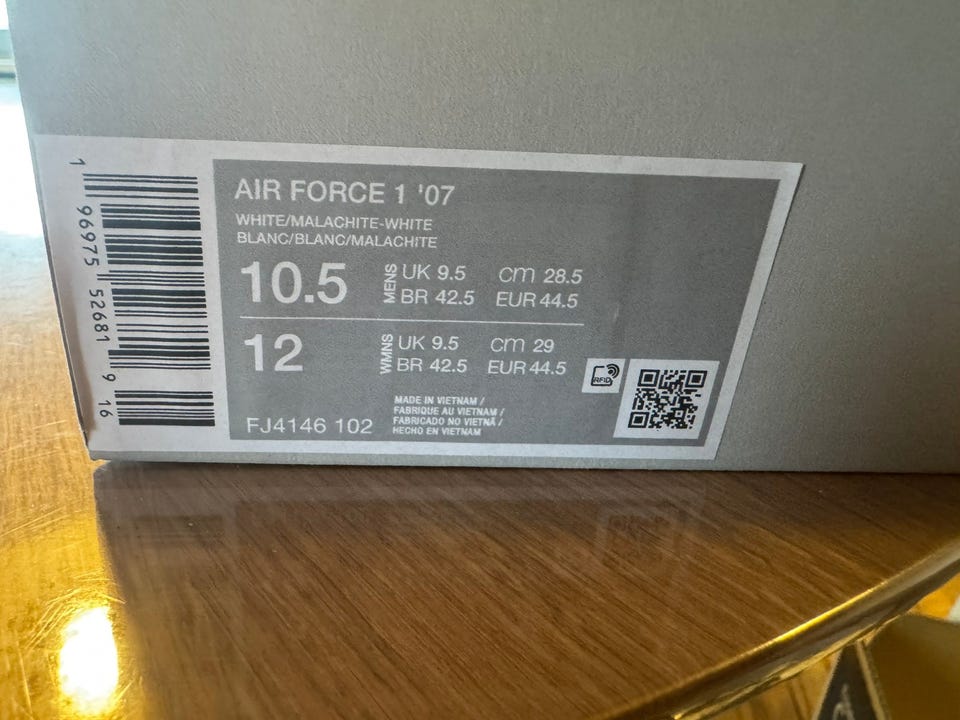 1 96975 52681 9 16
AIR FORCE 1 '07
WHITE/MALACHITE-WHITE
BLANC/BLANC/MALACHITE
10.5 MENS UK 9.5 cm 28.5
BR 42.5 EUR 44.5
12 WMNS UK 9.5 cm 29
BR 42.5 EUR 44.5
RFID
MADE IN VIETNAM /
FABRIQUE AU VIETNAM /
FABRICADO NO VIETNÃ /
HECHO EN VIETNAM
FJ4146 102